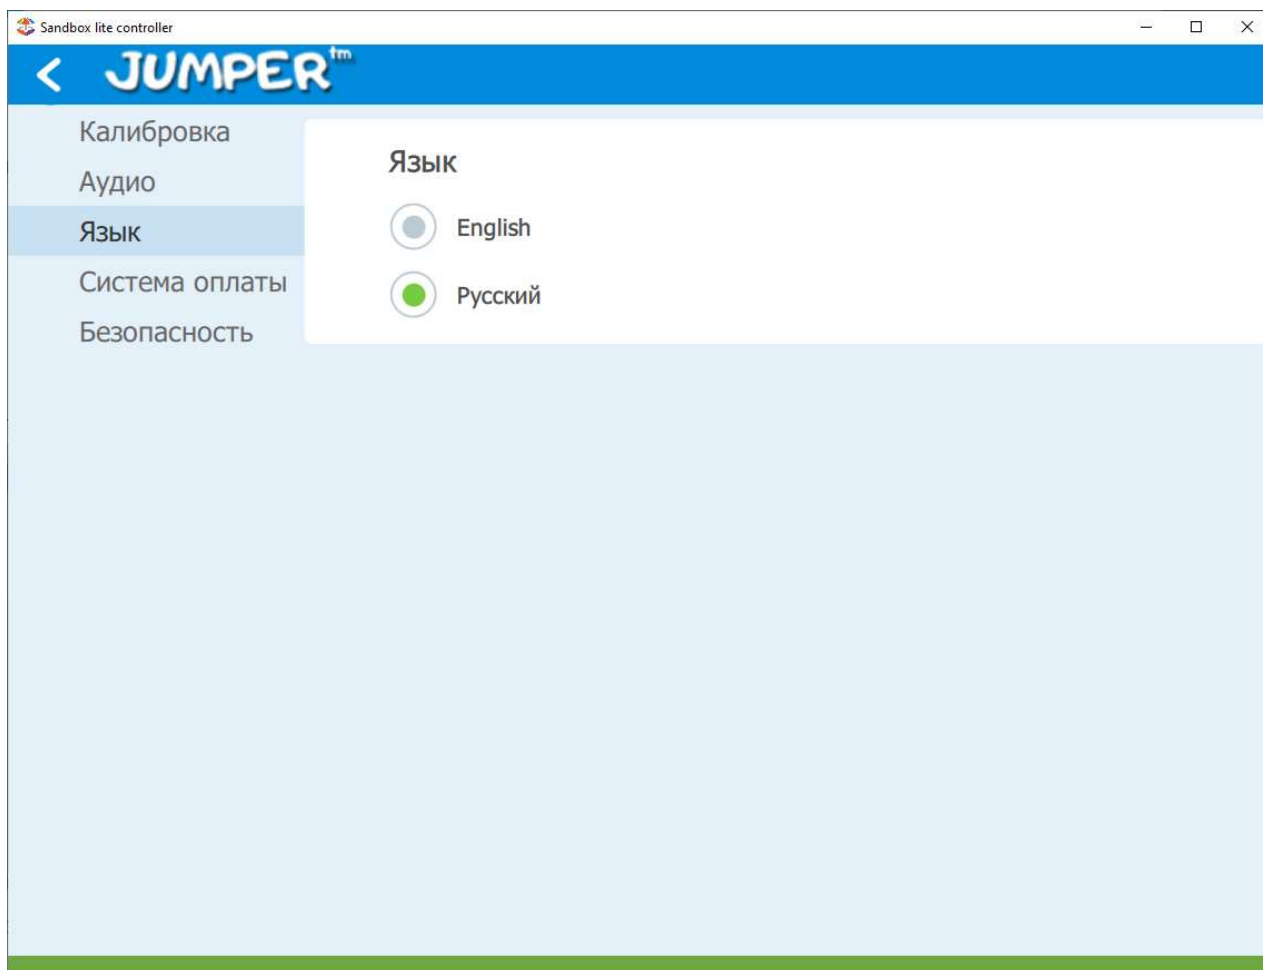 Sandbox lite controller
JUMPER tm
Калибровка
Аудио
Язык
Система оплаты
Безопасность
Язык
English
Русский